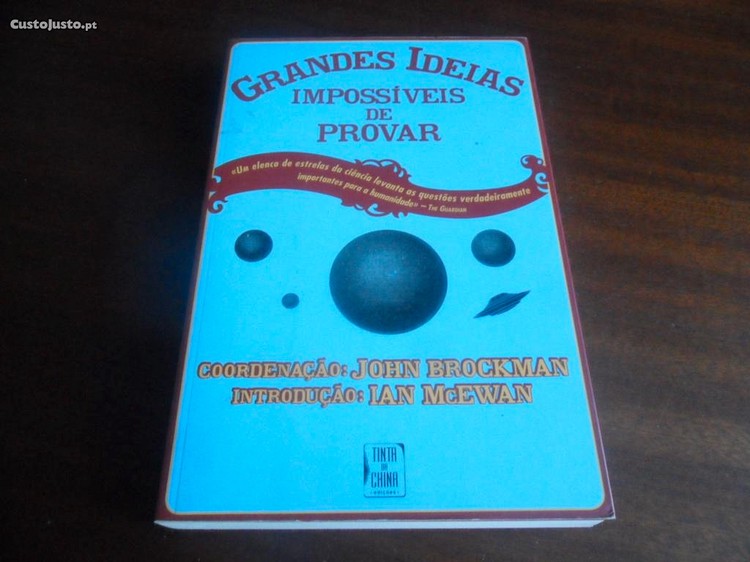 CustoJusto.pt
GRANDES IDEIAS
IMPOSSÍVEIS
DE
PROVAR
«Um elenco de estrelas da ciência levanta as questões verdadeiramente
importantes para a humanidade» – THE GUARDIAN
COORDENAÇÃO: JOHN BROCKMAN
INTRODUÇÃO: IAN MCEWAN
TINTA
DA
CHINA
EDIÇÕES